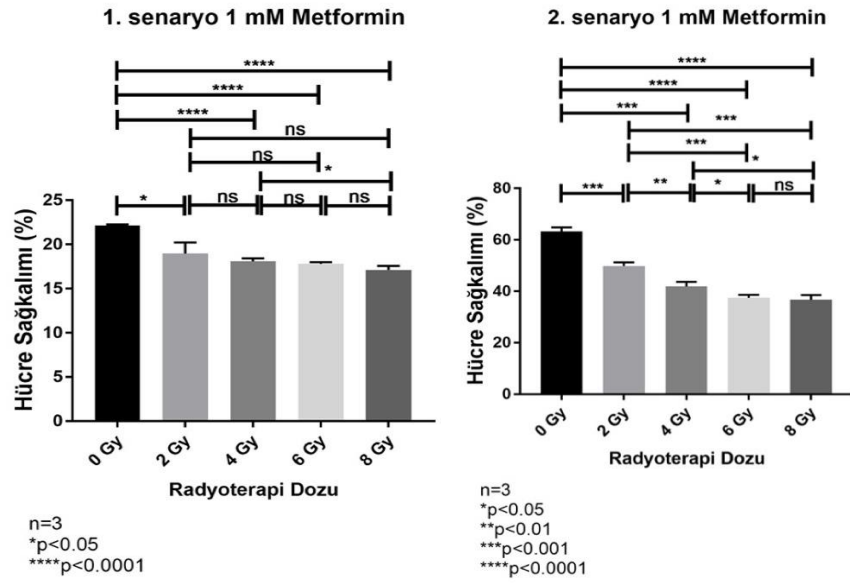 1. senaryo 1 mM Metformin
****
****
****
ns
ns
*
*
ns
ns
ns
25
20
15
10
5
0
Hücre Sağkalımı (%)
0 Gy
2 Gy
4 Gy
6 Gy
8 Gy
Radyoterapi Dozu
n=3
*p<0.05
****p<0.0001
2. senaryo 1 mM Metformin
****
****
***
***
***
*
***
**
*
ns
80
60
40
20
0
Hücre Sağkalımı (%)
0 Gy
2 Gy
4 Gy
6 Gy
8 Gy
Radyoterapi Dozu
n=3
*p<0.05
**p<0.01
***p<0.001
****p<0.0001